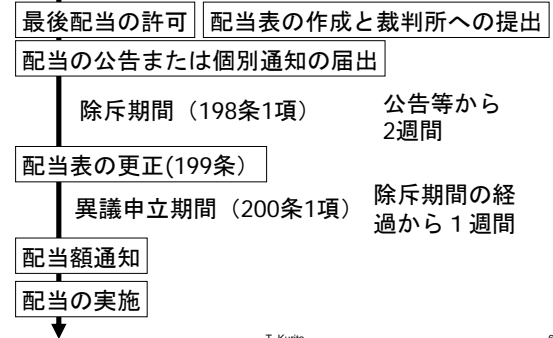 最後配当の許可 配当表の作成と裁判所への提出
配当の公告または個別通知の届出
除斥期間（198条1項） 公告等から
2週間
配当表の更正(199条）
異議申立期間（200条1項） 除斥期間の経
過から１週間
配当額通知
配当の実施